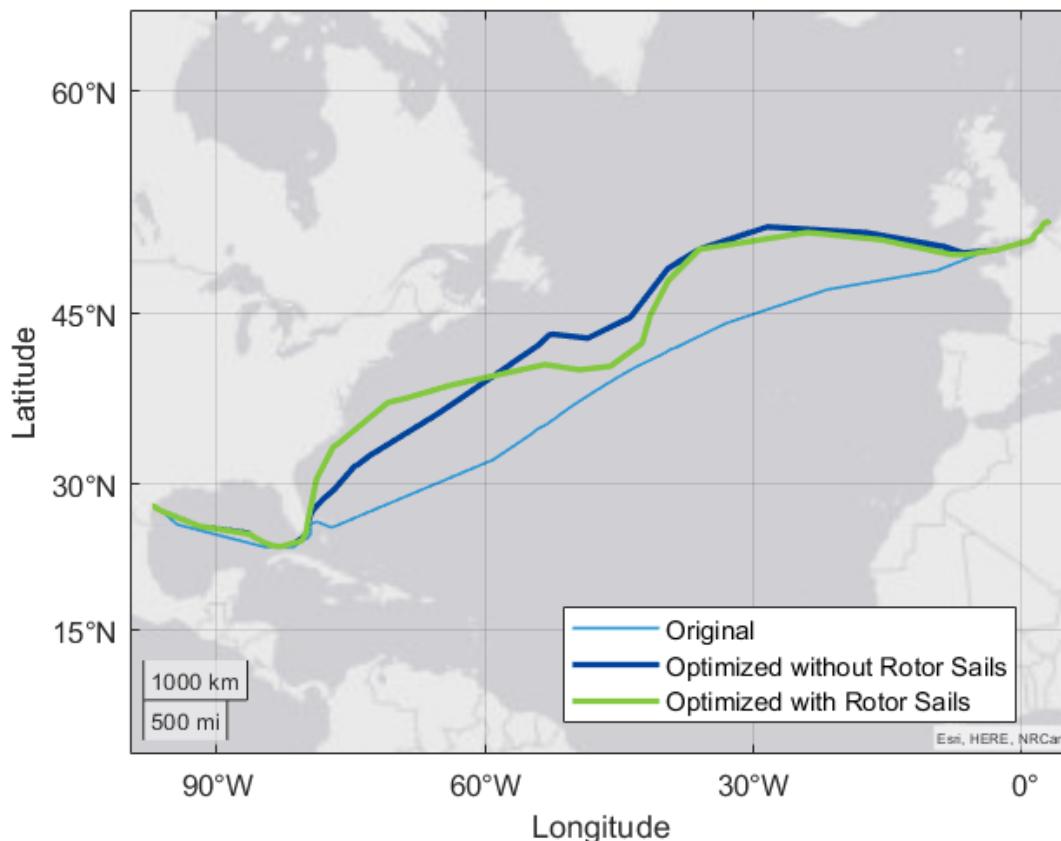 60°N
45°N
30°N
15°N
Latitude
1000 km
500 mi
Original
Optimized without Rotor Sails
Optimized with Rotor Sails
Esri, HERE, NRCan
90°W
60°W
30°W
0°
Longitude